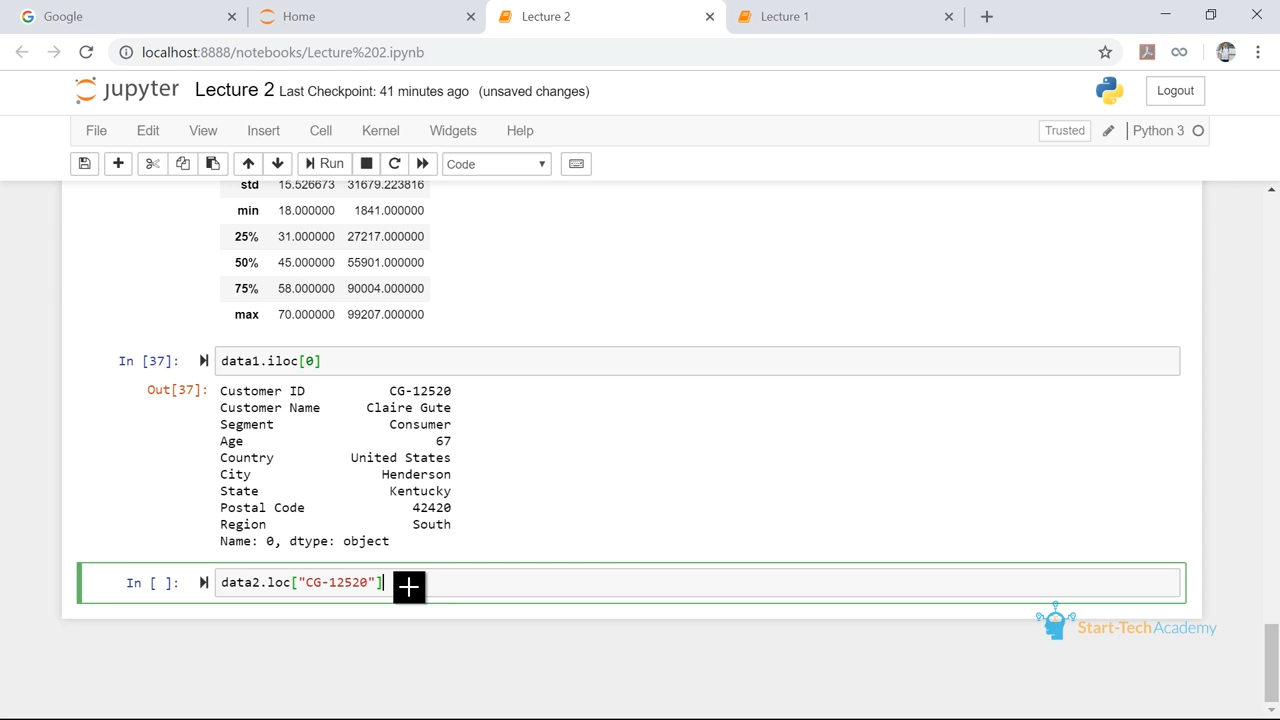 Google
Home
Lecture 2
Lecture 1
localhost:8888/notebooks/Lecture%202.ipynb
jupyter Lecture 2 Last Checkpoint: 41 minutes ago (unsaved changes)
Logout
File Edit View Insert Cell Kernel Widgets Help
Trusted
Python 3
Run
Code
std 15.526673 31679.223816
min 18.000000 1841.000000
25% 31.000000 27217.000000
50% 45.000000 55901.000000
75% 58.000000 90004.000000
max 70.000000 99207.000000
In [37]: data1.iloc[0]
Out[37]: Customer ID CG-12520
Customer Name Claire Gute
Segment Consumer
Age 67
Country United States
City Henderson
State Kentucky
Postal Code 42420
Region South
Name: 0, dtype: object
In [ ]: data2.loc["CG-12520"]
Start-Tech Academy